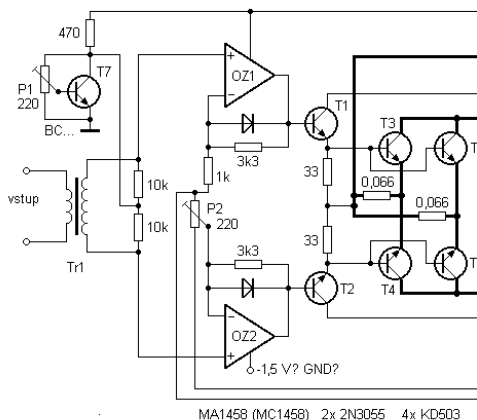 470
P1
220
T7
BC...
vstup
Tr1
10k
10k
+
OZ1
−
3k3
1k
P2
220
3k3
−
OZ2
+
-1,5 V? GND?
T1
33
33
T2
T3
T
0,066
0,066
T4
T
MA1458 (MC1458) 2x 2N3055 4x KD503